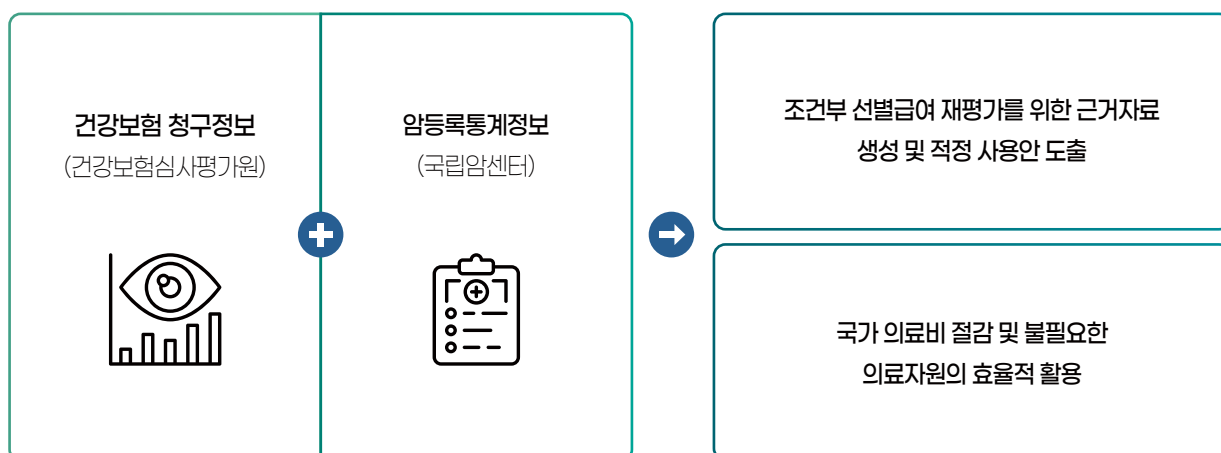 건강보험 청구정보
(건강보험심사평가원)
암등록통계정보
(국립암센터)
조건부 선별급여 재평가를 위한 근거자료
생성 및 적정 사용안 도출
국가 의료비 절감 및 불필요한
의료자원의 효율적 활용